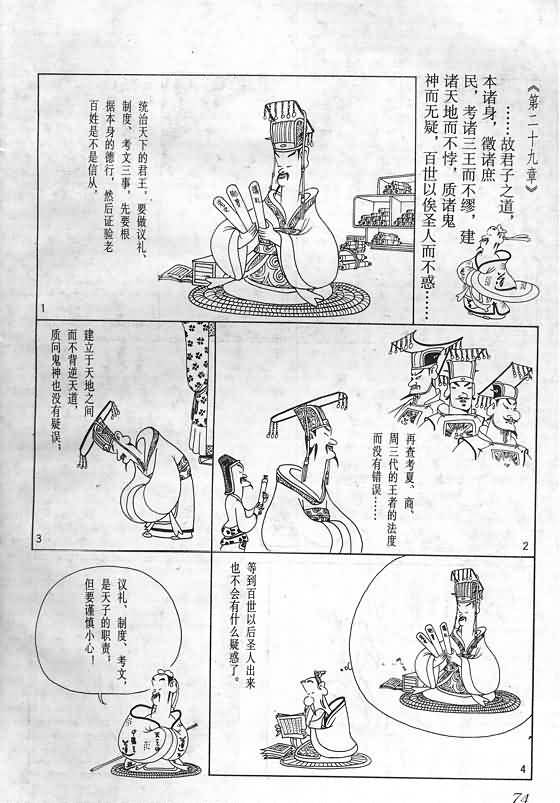 《第二十九章》
……故君子之道，
本诸身，徵诸庶
民，考诸三王而不缪，建
诸天地而不悖，质诸鬼
神而无疑，百世以俟圣人而不惑……
统治天下的君王，要做议礼、
制度、考文三事，先要根
据本身的德行，然后证验老
百姓是不是信从，
1
再查考夏、商、
周三代的王者的法度
而没有错误……
2
建立于天地之间
而不背逆天道，
质问鬼神也没有疑误；
3
等到百世以后圣人出来
也不会有什么疑惑了。
4
议礼、制度、考文，
是天子的职责，
但要谨慎小心！
74